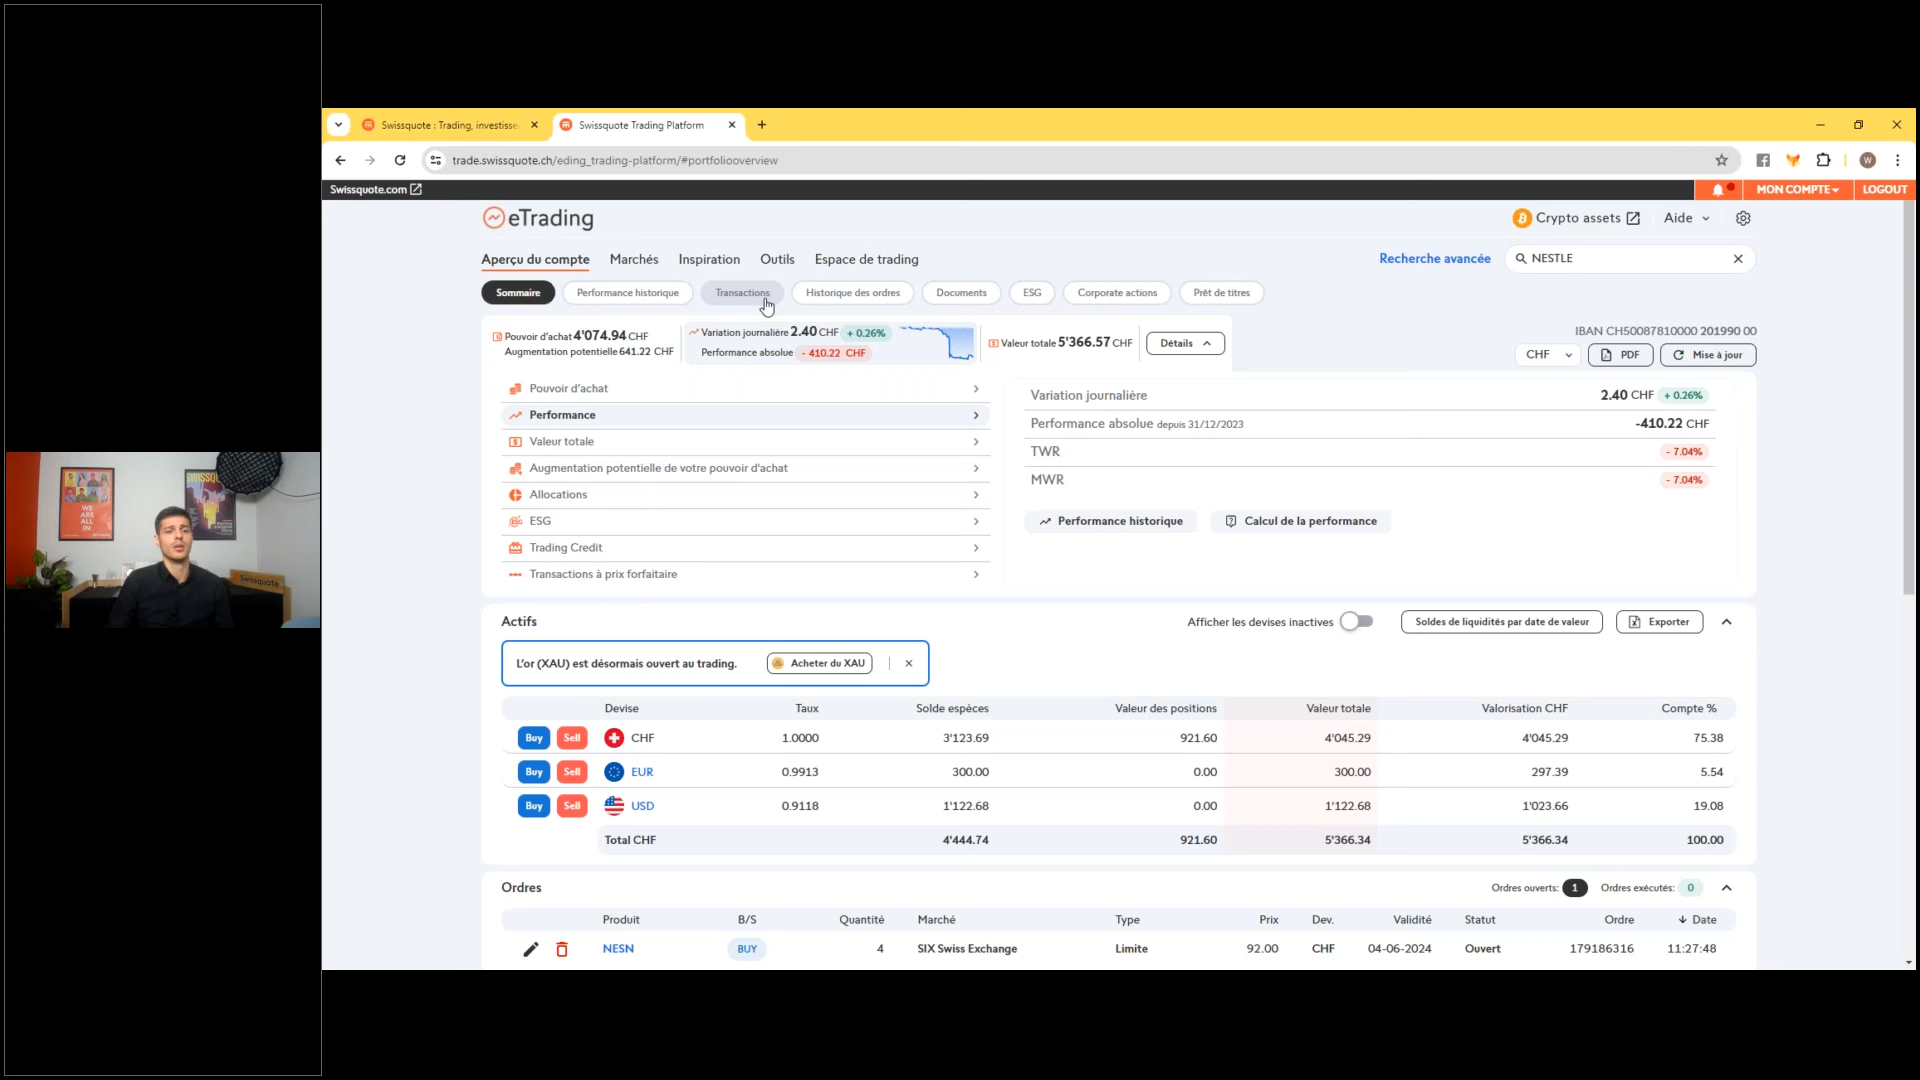 WE
ARE
ALL
IN
SWISSQU
Swissquote
Swissquote : Trading, investisse
Swissquote Trading Platform
trade.swissquote.ch/eding_trading-platform/#portfoliooverview
W
Swissquote.com
MON COMPTE
LOGOUT
eTrading
Crypto assets
Aide
Aperçu du compte
Marchés
Inspiration
Outils
Espace de trading
Recherche avancée
NESTLE
Sommaire
Performance historique
Transactions
Historique des ordres
Documents
ESG
Corporate actions
Prêt de titres
Pouvoir d'achat 4'074.94 CHF
Augmentation potentielle 641.22 CHF
Variation journalière 2.40 CHF + 0.26%
Performance absolue - 410.22 CHF
Valeur totale 5'366.57 CHF
Détails
IBAN CH50087810000 201990 00
CHF
PDF
Mise à jour
Pouvoir d'achat
Performance
Valeur totale
Augmentation potentielle de votre pouvoir d'achat
Allocations
ESG
Trading Credit
Transactions à prix forfaitaire
Variation journalière 2.40 CHF + 0.26%
Performance absolue depuis 31/12/2023 -410.22 CHF
TWR - 7.04%
MWR - 7.04%
Performance historique
Calcul de la performance
Actifs
Afficher les devises inactives
Soldes de liquidités par date de valeur
Exporter
L'or (XAU) est désormais ouvert au trading.
Acheter du XAU
Devise Taux Solde espèces Valeur des positions Valeur totale Valorisation CHF Compte %
Buy Sell CHF 1.0000 3'123.69 921.60 4'045.29 4'045.29 75.38
Buy Sell EUR 0.9913 300.00 0.00 300.00 297.39 5.54
Buy Sell USD 0.9118 1'122.68 0.00 1'122.68 1'023.66 19.08
Total CHF 4'444.74 921.60 5'366.34 5'366.34 100.00
Ordres
Ordres ouverts: 1
Ordres exécutés: 0
Produit B/S Quantité Marché Type Prix Dev. Validité Statut Ordre Date
NESN BUY 4 SIX Swiss Exchange Limite 92.00 CHF 04-06-2024 Ouvert 179186316 11:27:48